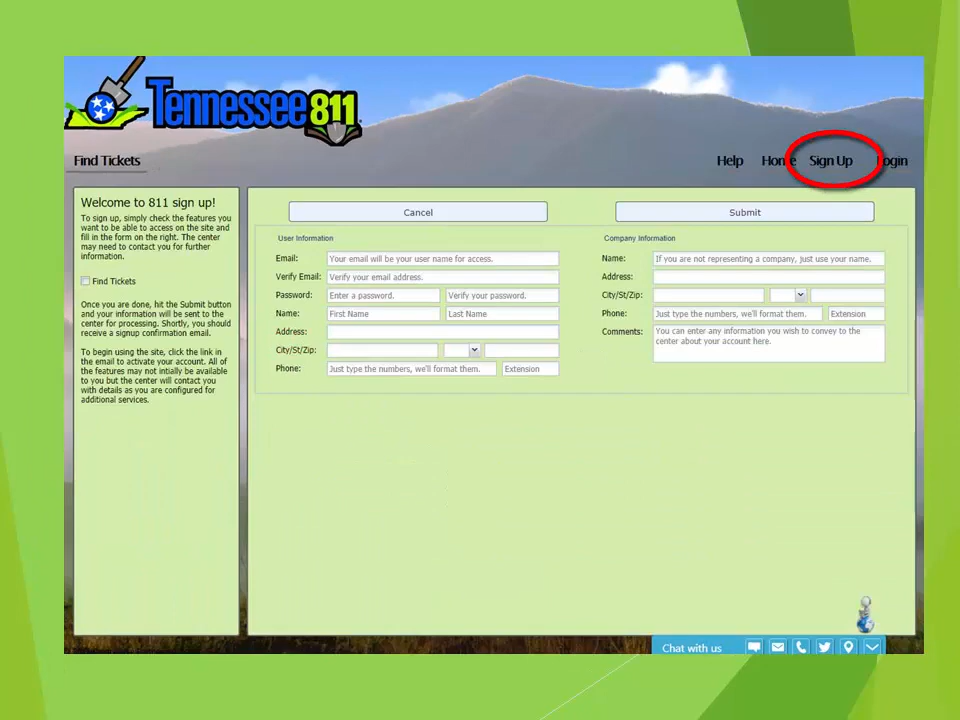 Tennessee811
Find Tickets
Help Home Sign Up Login
Welcome to 811 sign up!
To sign up, simply check the features you
want to be able to access on the site and
fill in the form on the right. The center
may need to contact you for further
information.
Find Tickets
Once you are done, hit the Submit button
and your information will be sent to the
center for processing. Shortly, you should
receive a signup confirmation email.
To begin using the site, click the link in
the email to activate your account. All of
the features may not intially be available
to you but the center will contact you
with details as you are configured for
additional services.
Cancel
Submit
User Information
Email: Your email will be your user name for access.
Verify Email: Verify your email address.
Password: Enter a password. Verify your password.
Name: First Name Last Name
Address:
City/St/Zip:
Phone: Just type the numbers, we'll format them. Extension
Company Information
Name: If you are not representing a company, just use your name.
Address:
City/St/Zip:
Phone: Just type the numbers, we'll format them. Extension
Comments: You can enter any information you wish to convey to the
center about your account here.
Chat with us